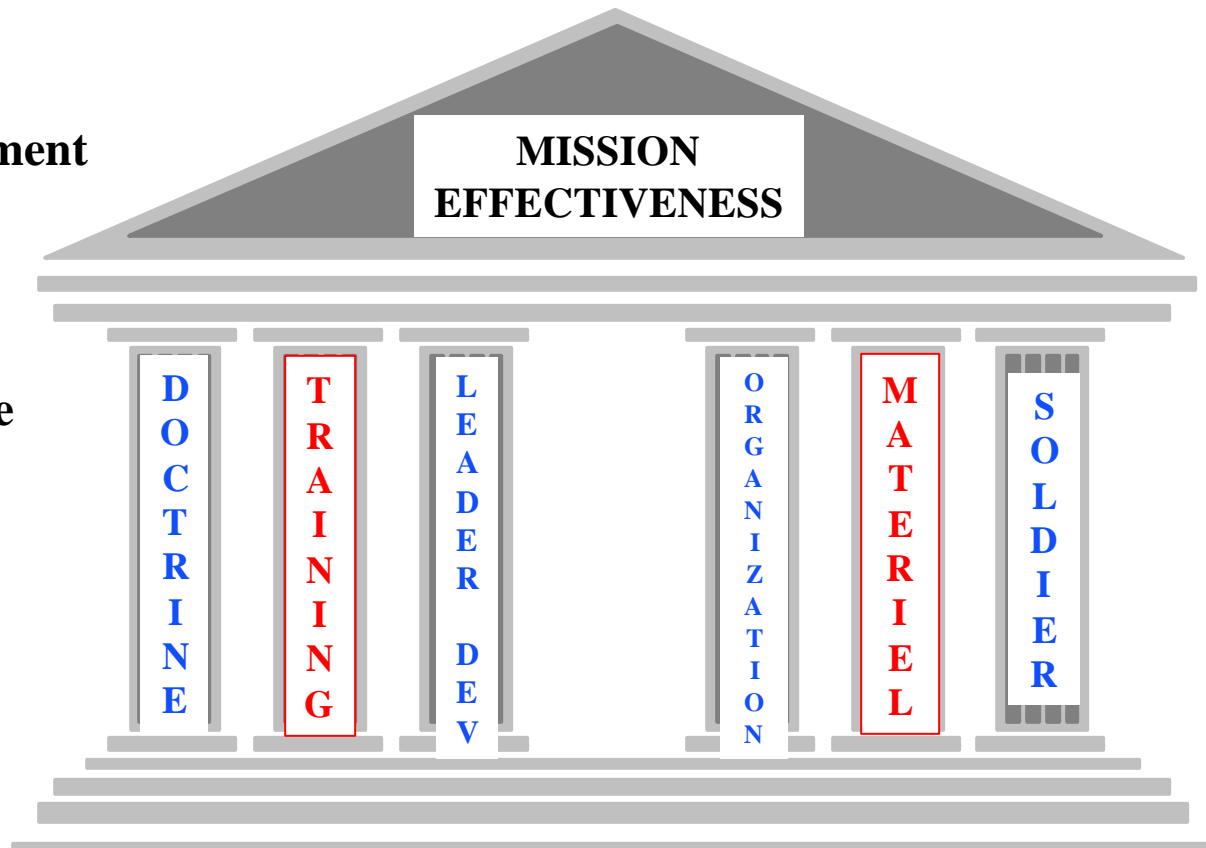 ment
e
MISSION
EFFECTIVENESS
DOCTRINE
TRAINING
LEADER DEV
ORGANIZATION
MATERIEL
SOLDIER